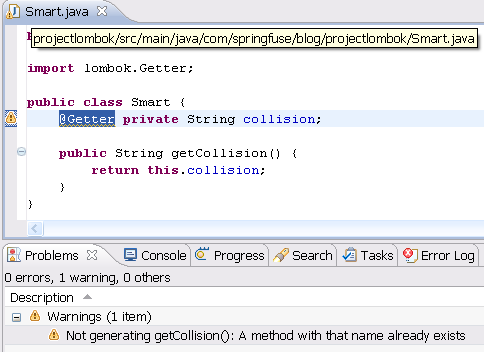 Smart.java
projectlombok/src/main/java/com/springfuse/blog/projectlombok/Smart.java
import lombok.Getter;
public class Smart {
@Getter private String collision;
public String getCollision() {
return this.collision;
}
}
Problems Console Progress Search Tasks Error Log
0 errors, 1 warning, 0 others
Description
Warnings (1 item)
Not generating getCollision(): A method with that name already exists